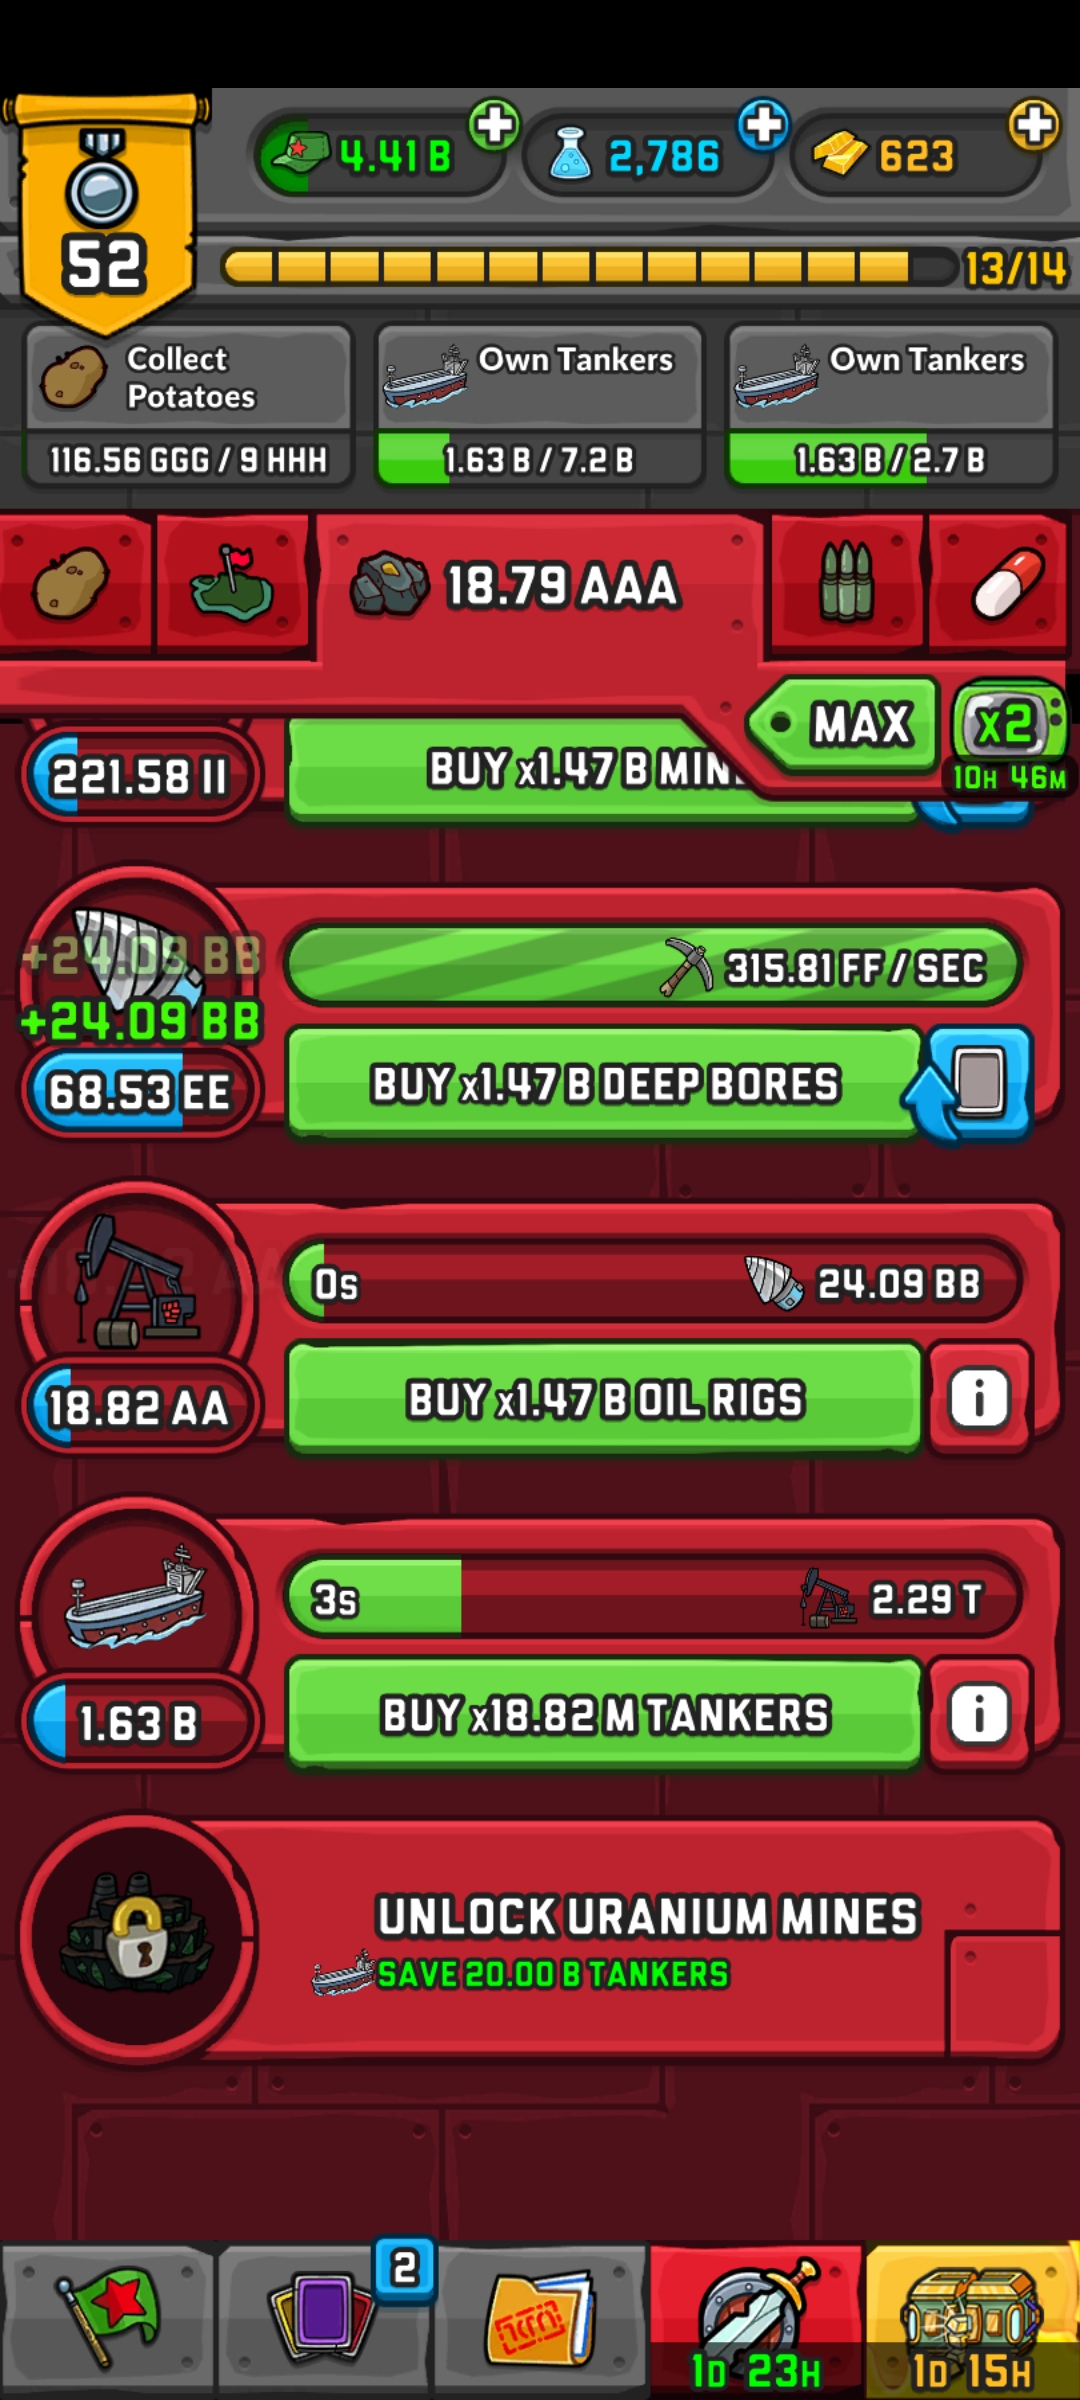 52
4.41 B
2,786
623
13/14
Collect
Potatoes
116.56 GGG / 9 HHH
Own Tankers
1.63 B / 7.2 B
Own Tankers
1.63 B / 2.7 B
18.79 AAA
MAX
x2
10H 46M
221.58 II
BUY x1.47 B MIN
+24.09 BB
+24.09 BB
315.81 FF / SEC
68.53 EE
BUY x1.47 B DEEP BORES
0s
24.09 BB
18.82 AA
BUY x1.47 B OIL RIGS
i
3s
2.29 T
1.63 B
BUY x18.82 M TANKERS
i
UNLOCK URANIUM MINES
SAVE 20.00 B TANKERS
2
1D 23H
1D 15H